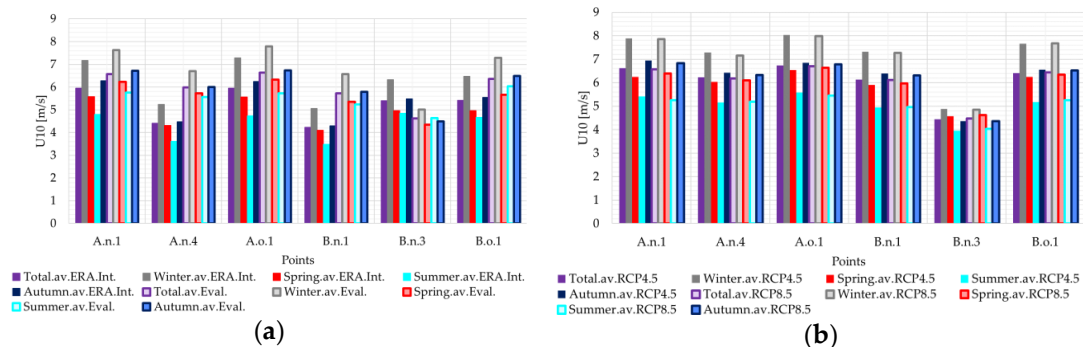 9
8
7
6
5
4
3
2
1
0
U10 [m/s]
A.n.1 A.n.4 A.o.1 B.n.1 B.n.3 B.o.1
Points
Total.av.ERA.Int. Winter.av.ERA.Int. Spring.av.ERA.Int. Summer.av.ERA.Int.
Autumn.av.ERA.Int. Total.av.Eval. Winter.av.Eval. Spring.av.Eval.
Summer.av.Eval. Autumn.av.Eval.
(a)
9
8
7
6
5
4
3
2
1
0
U10 [m/s]
A.n.1 A.n.4 A.o.1 B.n.1 B.n.3 B.o.1
Points
Total.av.RCP4.5 Winter.av.RCP4.5 Spring.av.RCP4.5 Summer.av.RCP4.5
Autumn.av.RCP4.5 Total.av.RCP8.5 Winter.av.RCP8.5 Spring.av.RCP8.5
Summer.av.RCP8.5 Autumn.av.RCP8.5
(b)